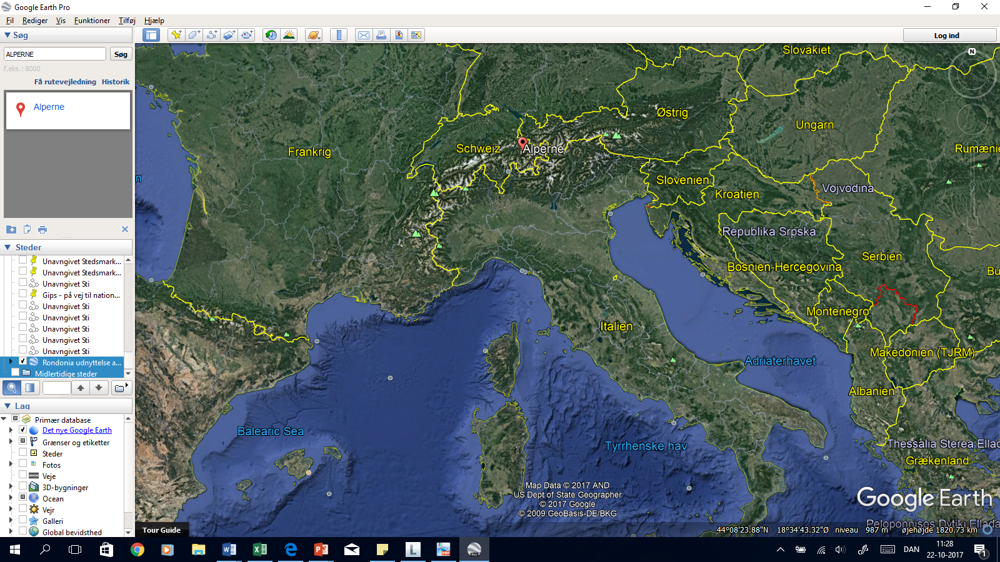 Google Earth Pro
Fil Rediger Vis Funktioner Tilføj Hjælp
Søg
ALPERNE
Søg
f.eks.: 8000
Få rutevejledning Historik
Alperne
Steder
Unavngivet Stedsmark...
Unavngivet Stedsmark...
Unavngivet Sti
Gips - på vej til nation...
Unavngivet Sti
Unavngivet Sti
Unavngivet Sti
Unavngivet Sti
Unavngivet Sti
Rondonia udnyttelse a...
Midlertidige steder
Lag
Primær database
Det nye Google Earth
Grænser og etiketter
Steder
Fotos
Veje
3D-bygninger
Ocean
Vejr
Galleri
Global bevidsthed
Log ind
N
Slovakiet
Østrig
Ungarn
Rumænie
Frankrig
Schweiz
Alperne
n
Slovenien
Kroatien
Vojvodina
Republika Srpska
Serbien
Bosnien-Hercegovina
Bu
Montenegro
Italien
Makedonien (TJRM)
Adriaterhavet
Albanien
Balearic Sea
Tyrrhenske hav
Thessalia Sterea Ellad
Grækenland
Map Data © 2017 AND
US Dept of State Geographer
© 2017 Google
© 2009 GeoBasis-DE/BKG
Google Earth
Peloponnisos Dytiki Ellada
Tour Guide
44°08'23.88"N 18°34'43.32"Ø niveau 987 m øjehøjde 1820.73 km
DAN
11:28
22-10-2017
1